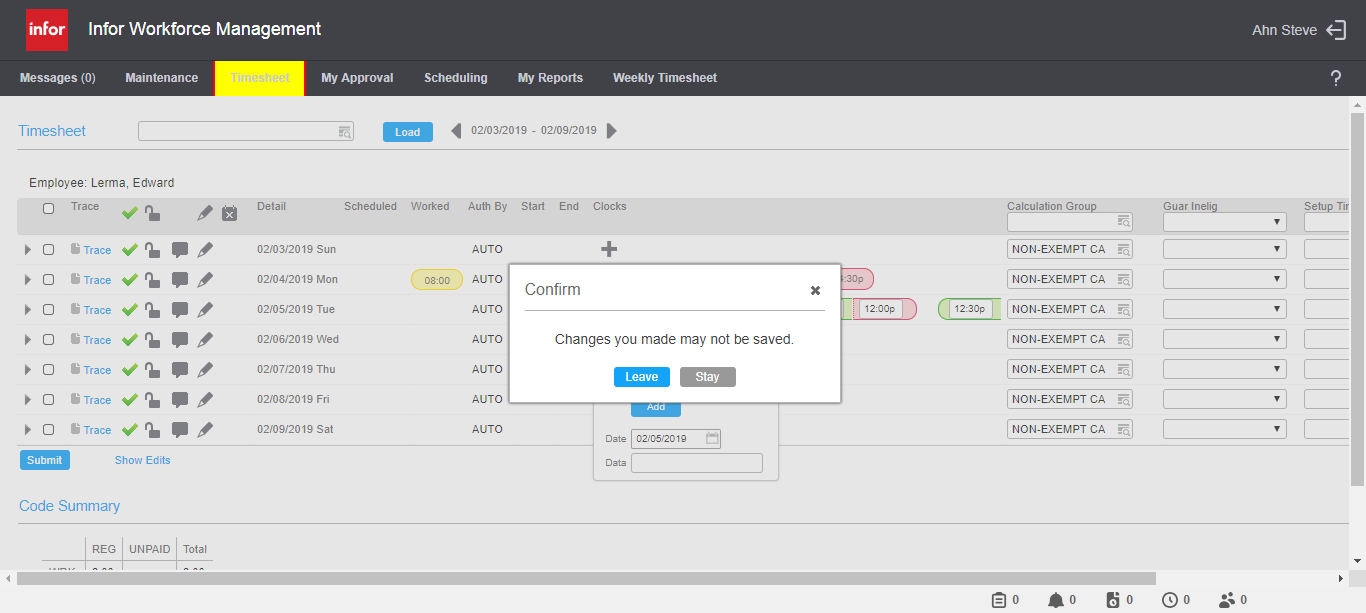 infor
Infor Workforce Management
Ahn Steve
Messages (0) Maintenance Timesheet My Approval Scheduling My Reports Weekly Timesheet ?
Timesheet Load 02/03/2019 - 02/09/2019
Employee: Lerma, Edward
Trace Detail Scheduled Worked Auth By Start End Clocks Calculation Group Guar Inelig Setup Tir
Trace 02/03/2019 Sun AUTO NON-EXEMPT CA
Trace 02/04/2019 Mon 08:00 AUTO :30p NON-EXEMPT CA
Trace 02/05/2019 Tue AUTO 12:00p 12:30p NON-EXEMPT CA
Trace 02/06/2019 Wed AUTO NON-EXEMPT CA
Trace 02/07/2019 Thu AUTO NON-EXEMPT CA
Trace 02/08/2019 Fri AUTO NON-EXEMPT CA
Trace 02/09/2019 Sat AUTO NON-EXEMPT CA
Confirm
Changes you made may not be saved.
Leave Stay
Add
Date 02/05/2019
Data
Submit Show Edits
Code Summary
REG UNPAID Total
0 0 0 0 0